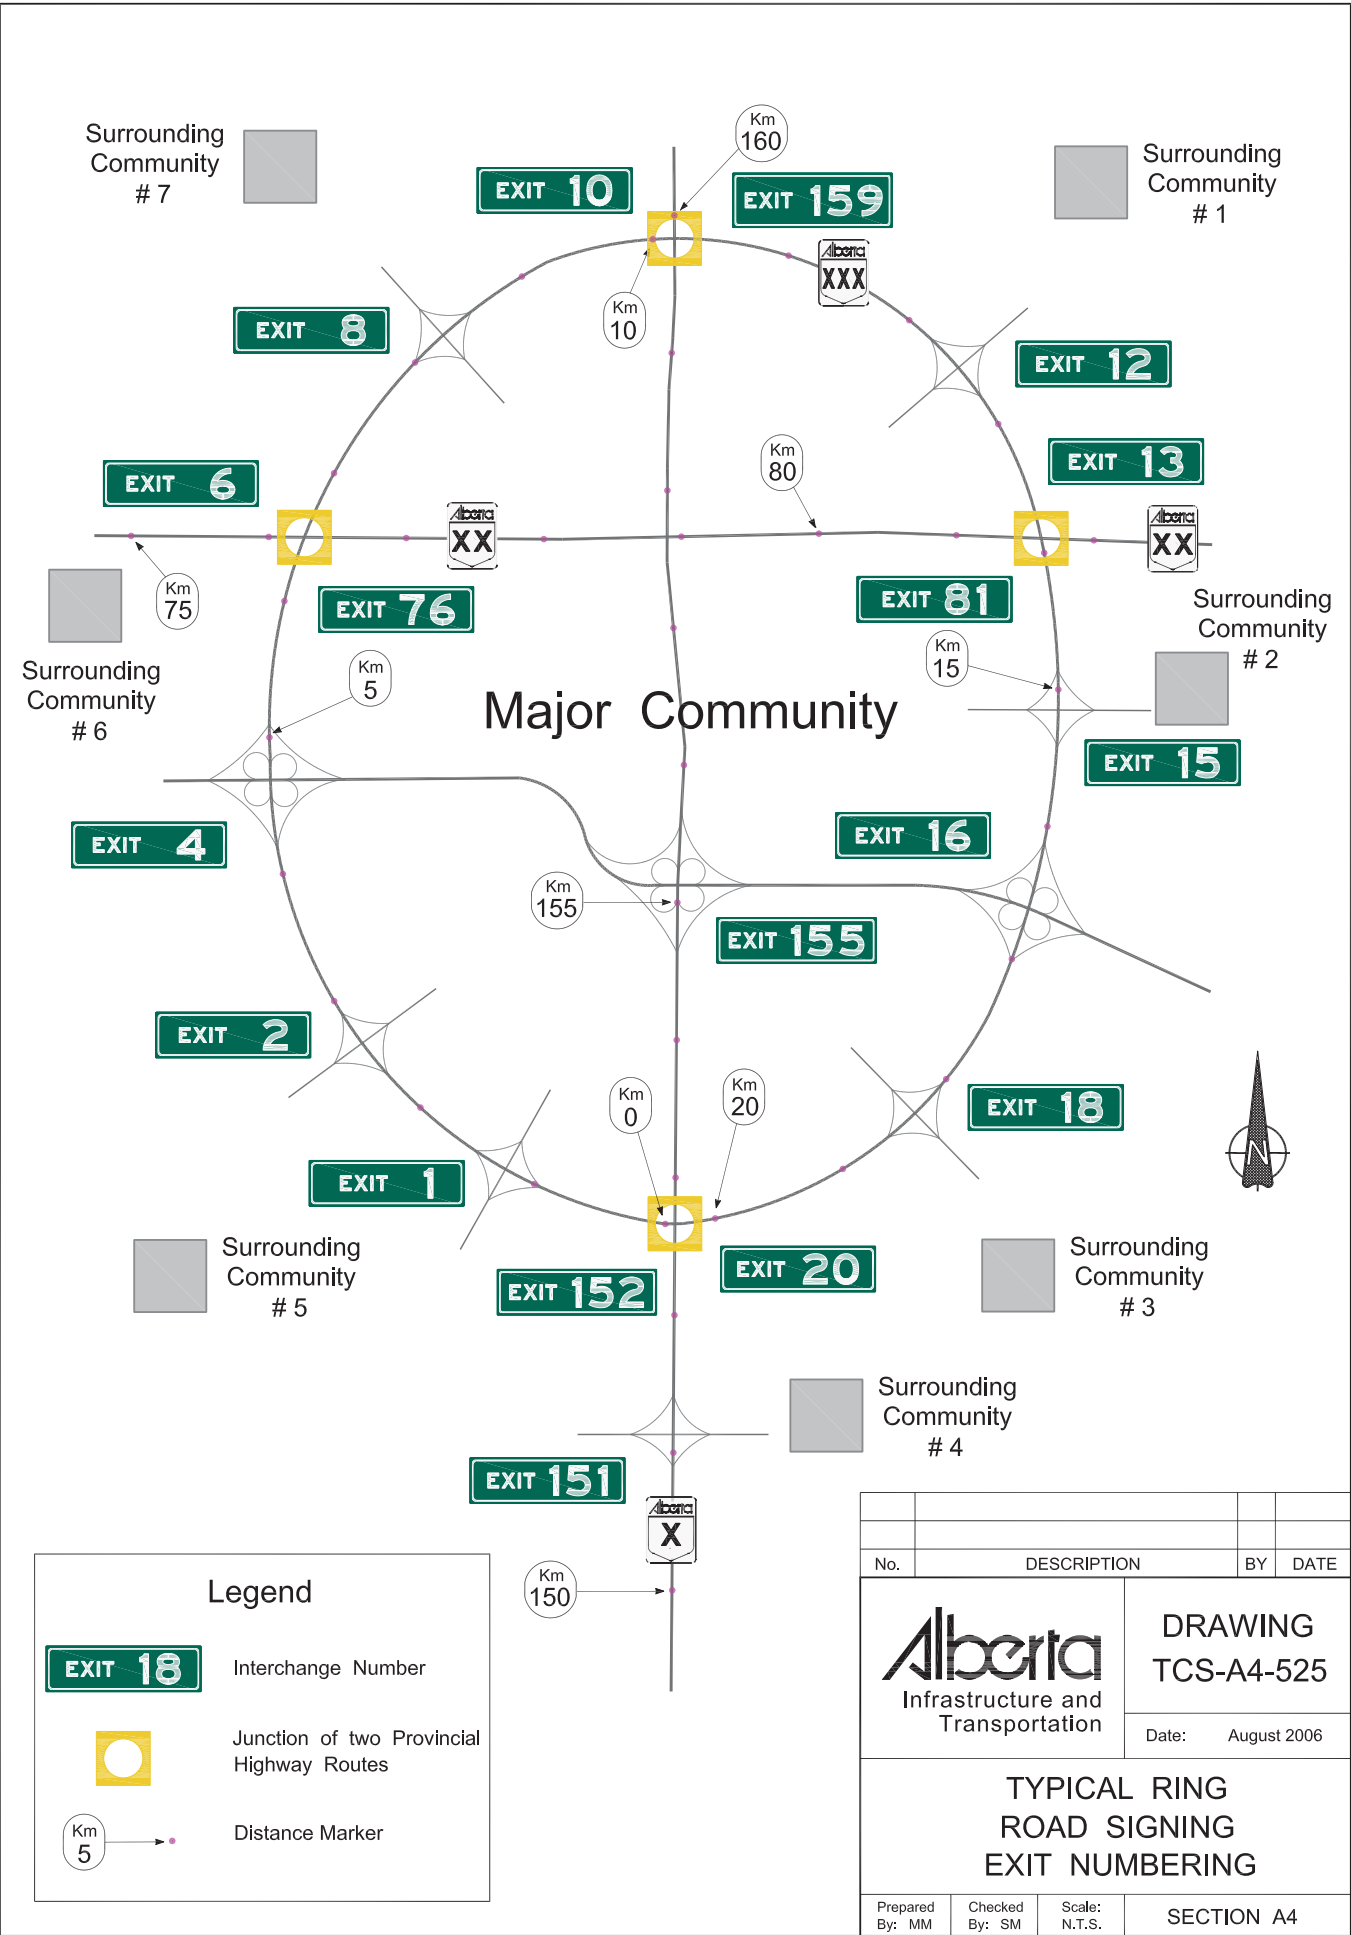 Surrounding
Community
# 7
EXIT 10
Km
160
EXIT 159
Surrounding
Community
# 1
Alberta
XXX
EXIT 8
Km
10
EXIT 12
EXIT 6
Km
80
EXIT 13
Alberta
XX
Alberta
XX
Km
75
EXIT 76
EXIT 81
Surrounding
Community
# 2
Surrounding
Community
# 6
Km
5
Km
15
Major Community
EXIT 15
EXIT 4
EXIT 16
Km
155
EXIT 155
EXIT 2
Km
0
Km
20
EXIT 18
N
EXIT 1
Surrounding
Community
# 5
EXIT 152
EXIT 20
Surrounding
Community
# 3
Surrounding
Community
# 4
EXIT 151
Alberta
X
Km
150
Legend
EXIT 18
Interchange Number
Junction of two Provincial
Highway Routes
Km
5
Distance Marker
No. DESCRIPTION BY DATE
Alberta
Infrastructure and
Transportation
DRAWING
TCS-A4-525
Date: August 2006
TYPICAL RING
ROAD SIGNING
EXIT NUMBERING
Prepared
By: MM
Checked
By: SM
Scale:
N.T.S.
SECTION A4